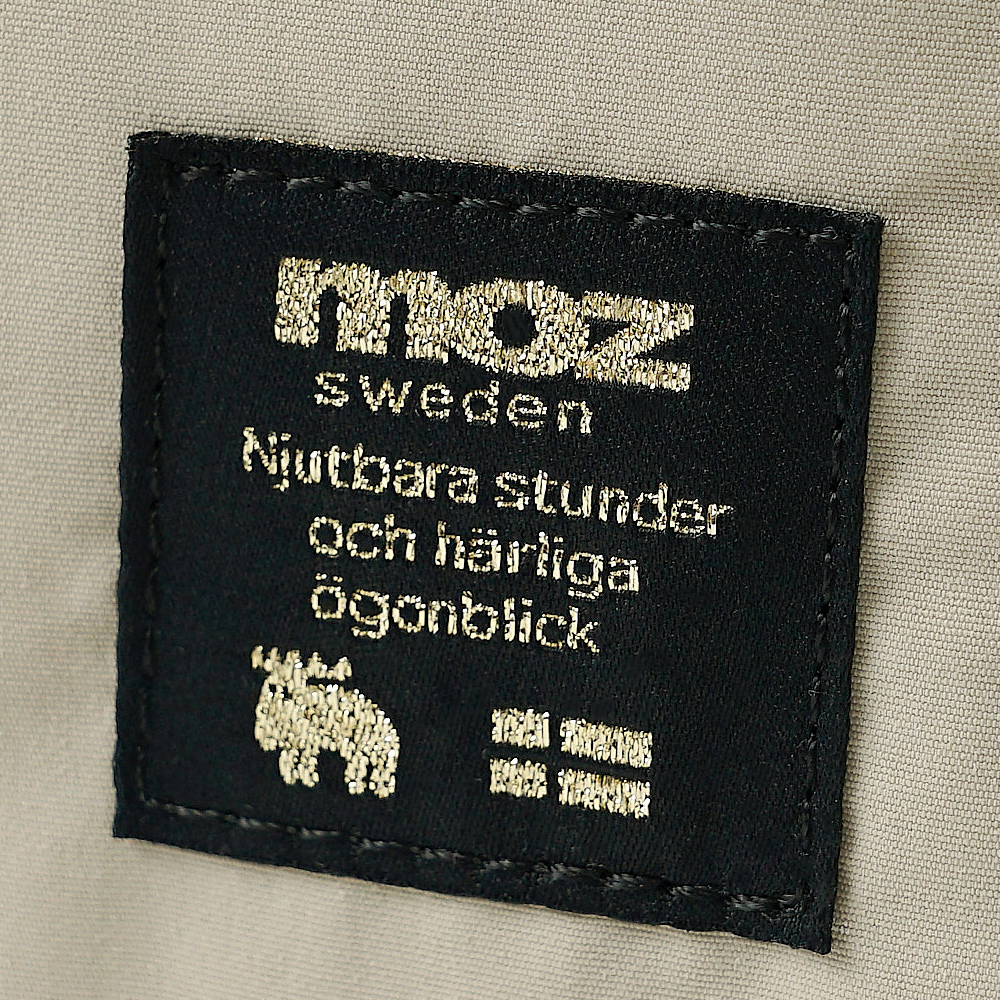 moz
sweden
Njutbara stunder
och härliga
ögonblick